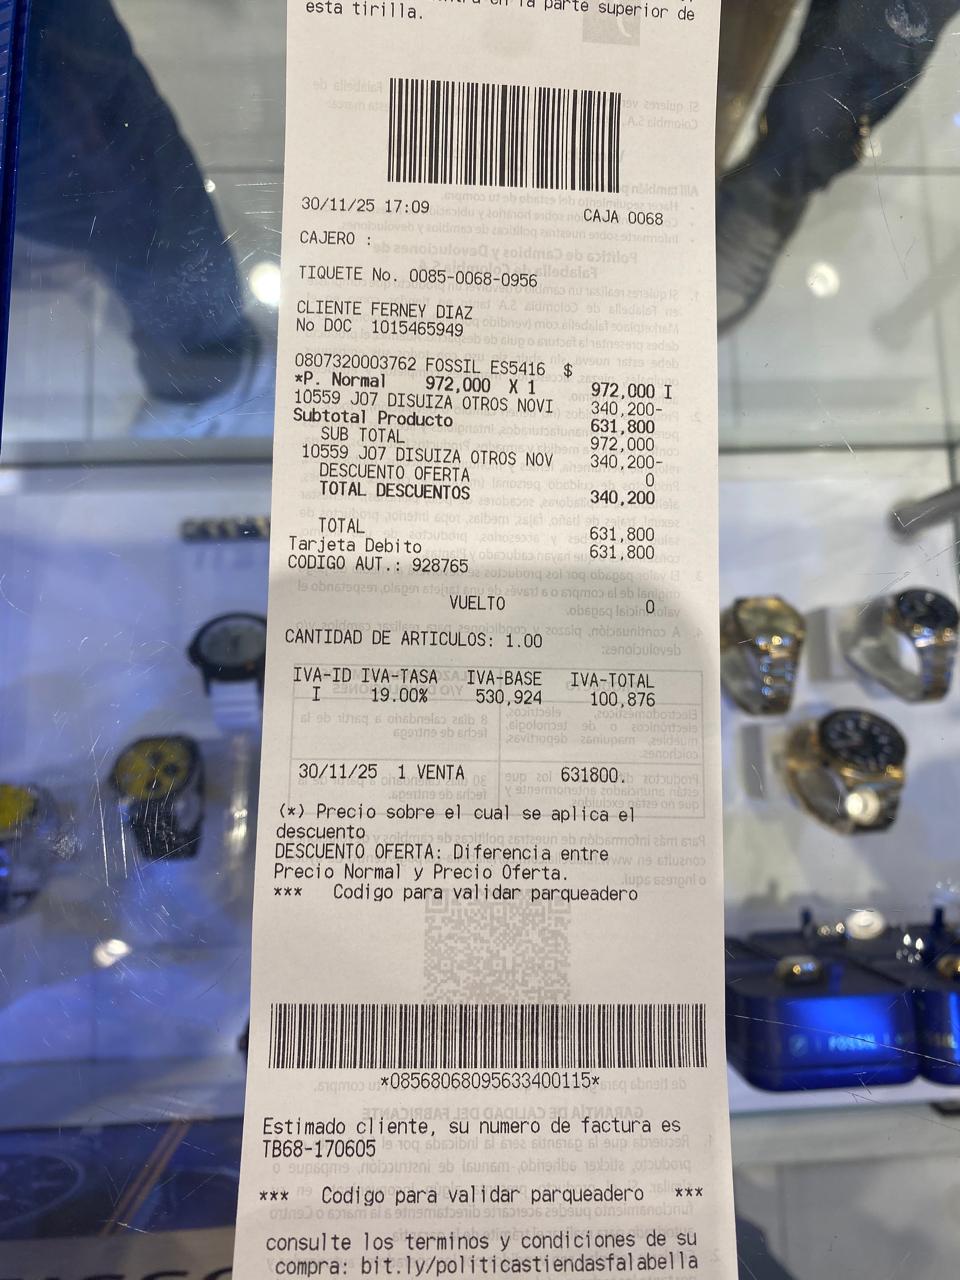 la parte superior de
esta tirilla.
30/11/25 17:09 CAJA 0068
CAJERO :
TIQUETE No. 0085-0068-0956
CLIENTE FERNEY DIAZ
No DOC 1015465949
0807320003762 FOSSIL ES5416 $
*P. Normal 972,000 X 1 972,000 I
10559 J07 DISUIZA OTROS NOVI 340,200-
Subtotal Producto 631,800
SUB TOTAL 972,000
10559 J07 DISUIZA OTROS NOV 340,200-
DESCUENTO OFERTA 0
TOTAL DESCUENTOS 340,200
TOTAL 631,800
Tarjeta Debito 631,800
CODIGO AUT.: 928765
VUELTO 0
CANTIDAD DE ARTICULOS: 1.00
IVA-ID IVA-TASA IVA-BASE IVA-TOTAL
I 19.00% 530,924 100,876
30/11/25 1 VENTA 631800.
(*) Precio sobre el cual se aplica el
descuento
DESCUENTO OFERTA: Diferencia entre
Precio Normal y Precio Oferta.
*** Codigo para validar parqueadero
*08568068095633400115*
Estimado cliente, su numero de factura es
TB68-170605
*** Codigo para validar parqueadero ***
consulte los terminos y condiciones de su
compra: bit.ly/politicastiendasfalabella
FOSSIL